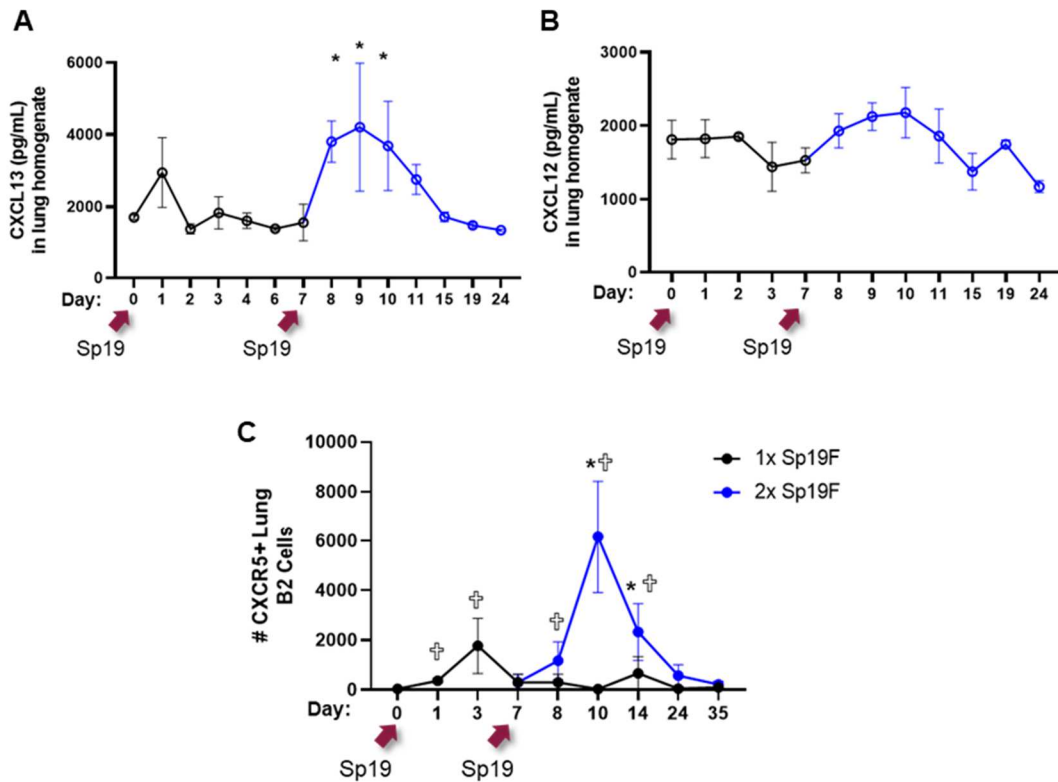 A
CXCL13 (pg/mL)
in lung homogenate
6000
4000
2000
0
* * *
Day: 0 1 2 3 4 6 7 8 9 10 11 15 19 24
Sp19 Sp19
B
CXCL12 (pg/mL)
in lung homogenate
3000
2000
1000
0
Day: 0 1 2 3 7 8 9 10 11 15 19 24
Sp19 Sp19
C
# CXCR5+ Lung
B2 Cells
10000
8000
6000
4000
2000
0
✞ ✞ ✞ *✞ * ✞
1x Sp19F
2x Sp19F
Day: 0 1 3 7 8 10 14 24 35
Sp19 Sp19